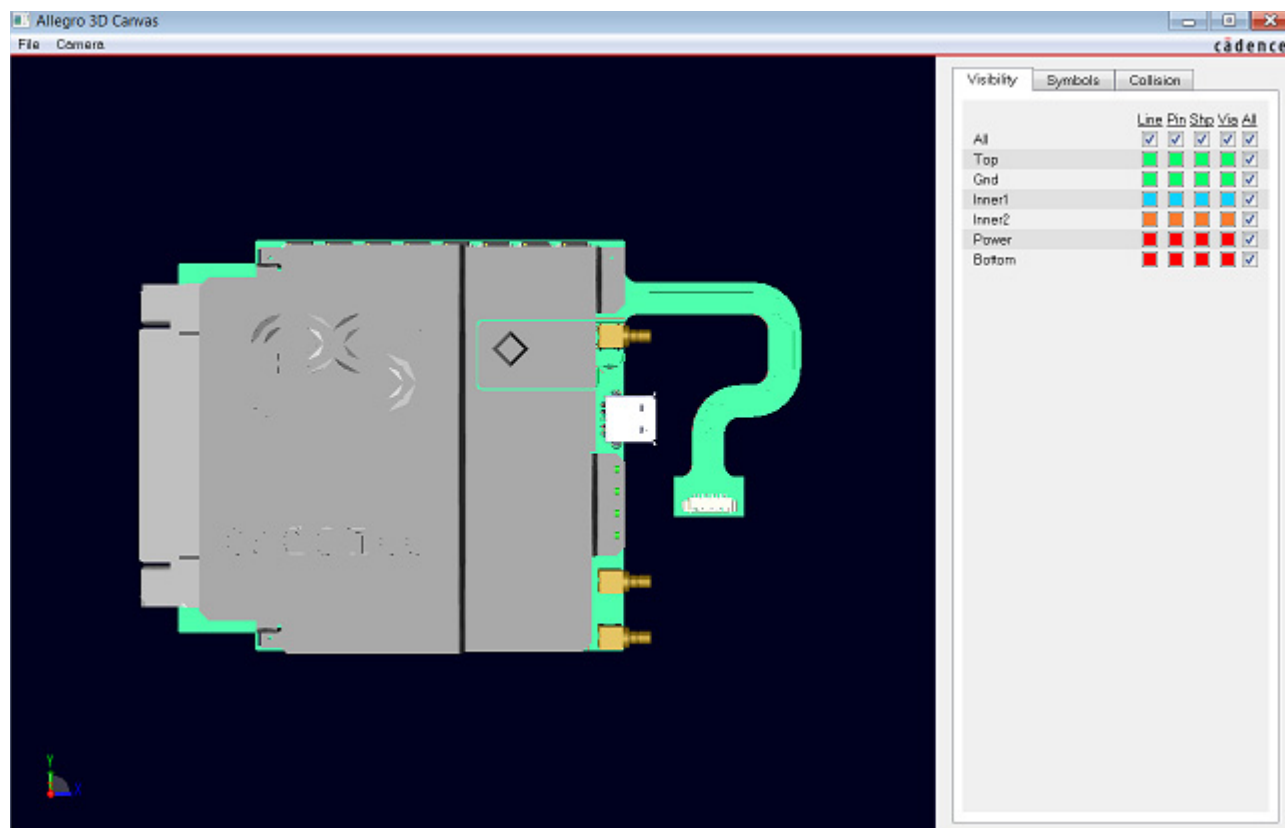 Allegro 3D Canvas
File Camera
cādence
Visibility Symbols Collision
Line Pin Shp Via All
All
Top
Gnd
Inner1
Inner2
Power
Bottom
Y
X